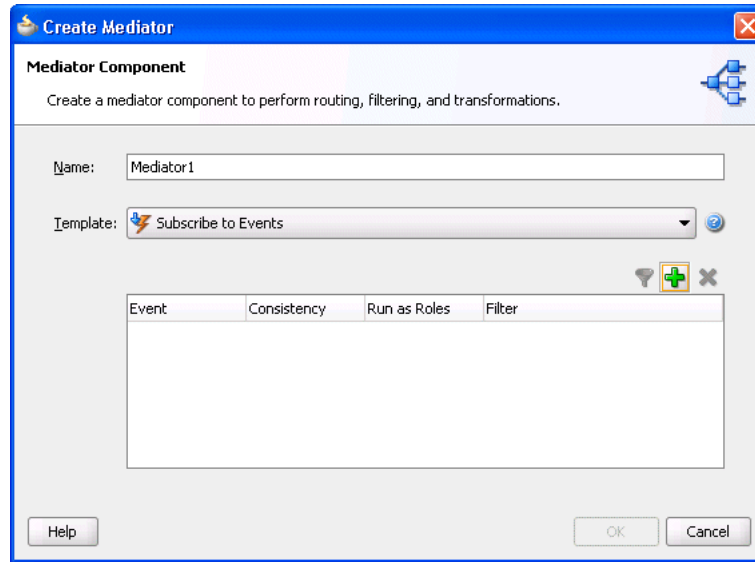 Create Mediator
Mediator Component
Create a mediator component to perform routing, filtering, and transformations.
Name: Mediator1
Template: Subscribe to Events
Event Consistency Run as Roles Filter
Help OK Cancel